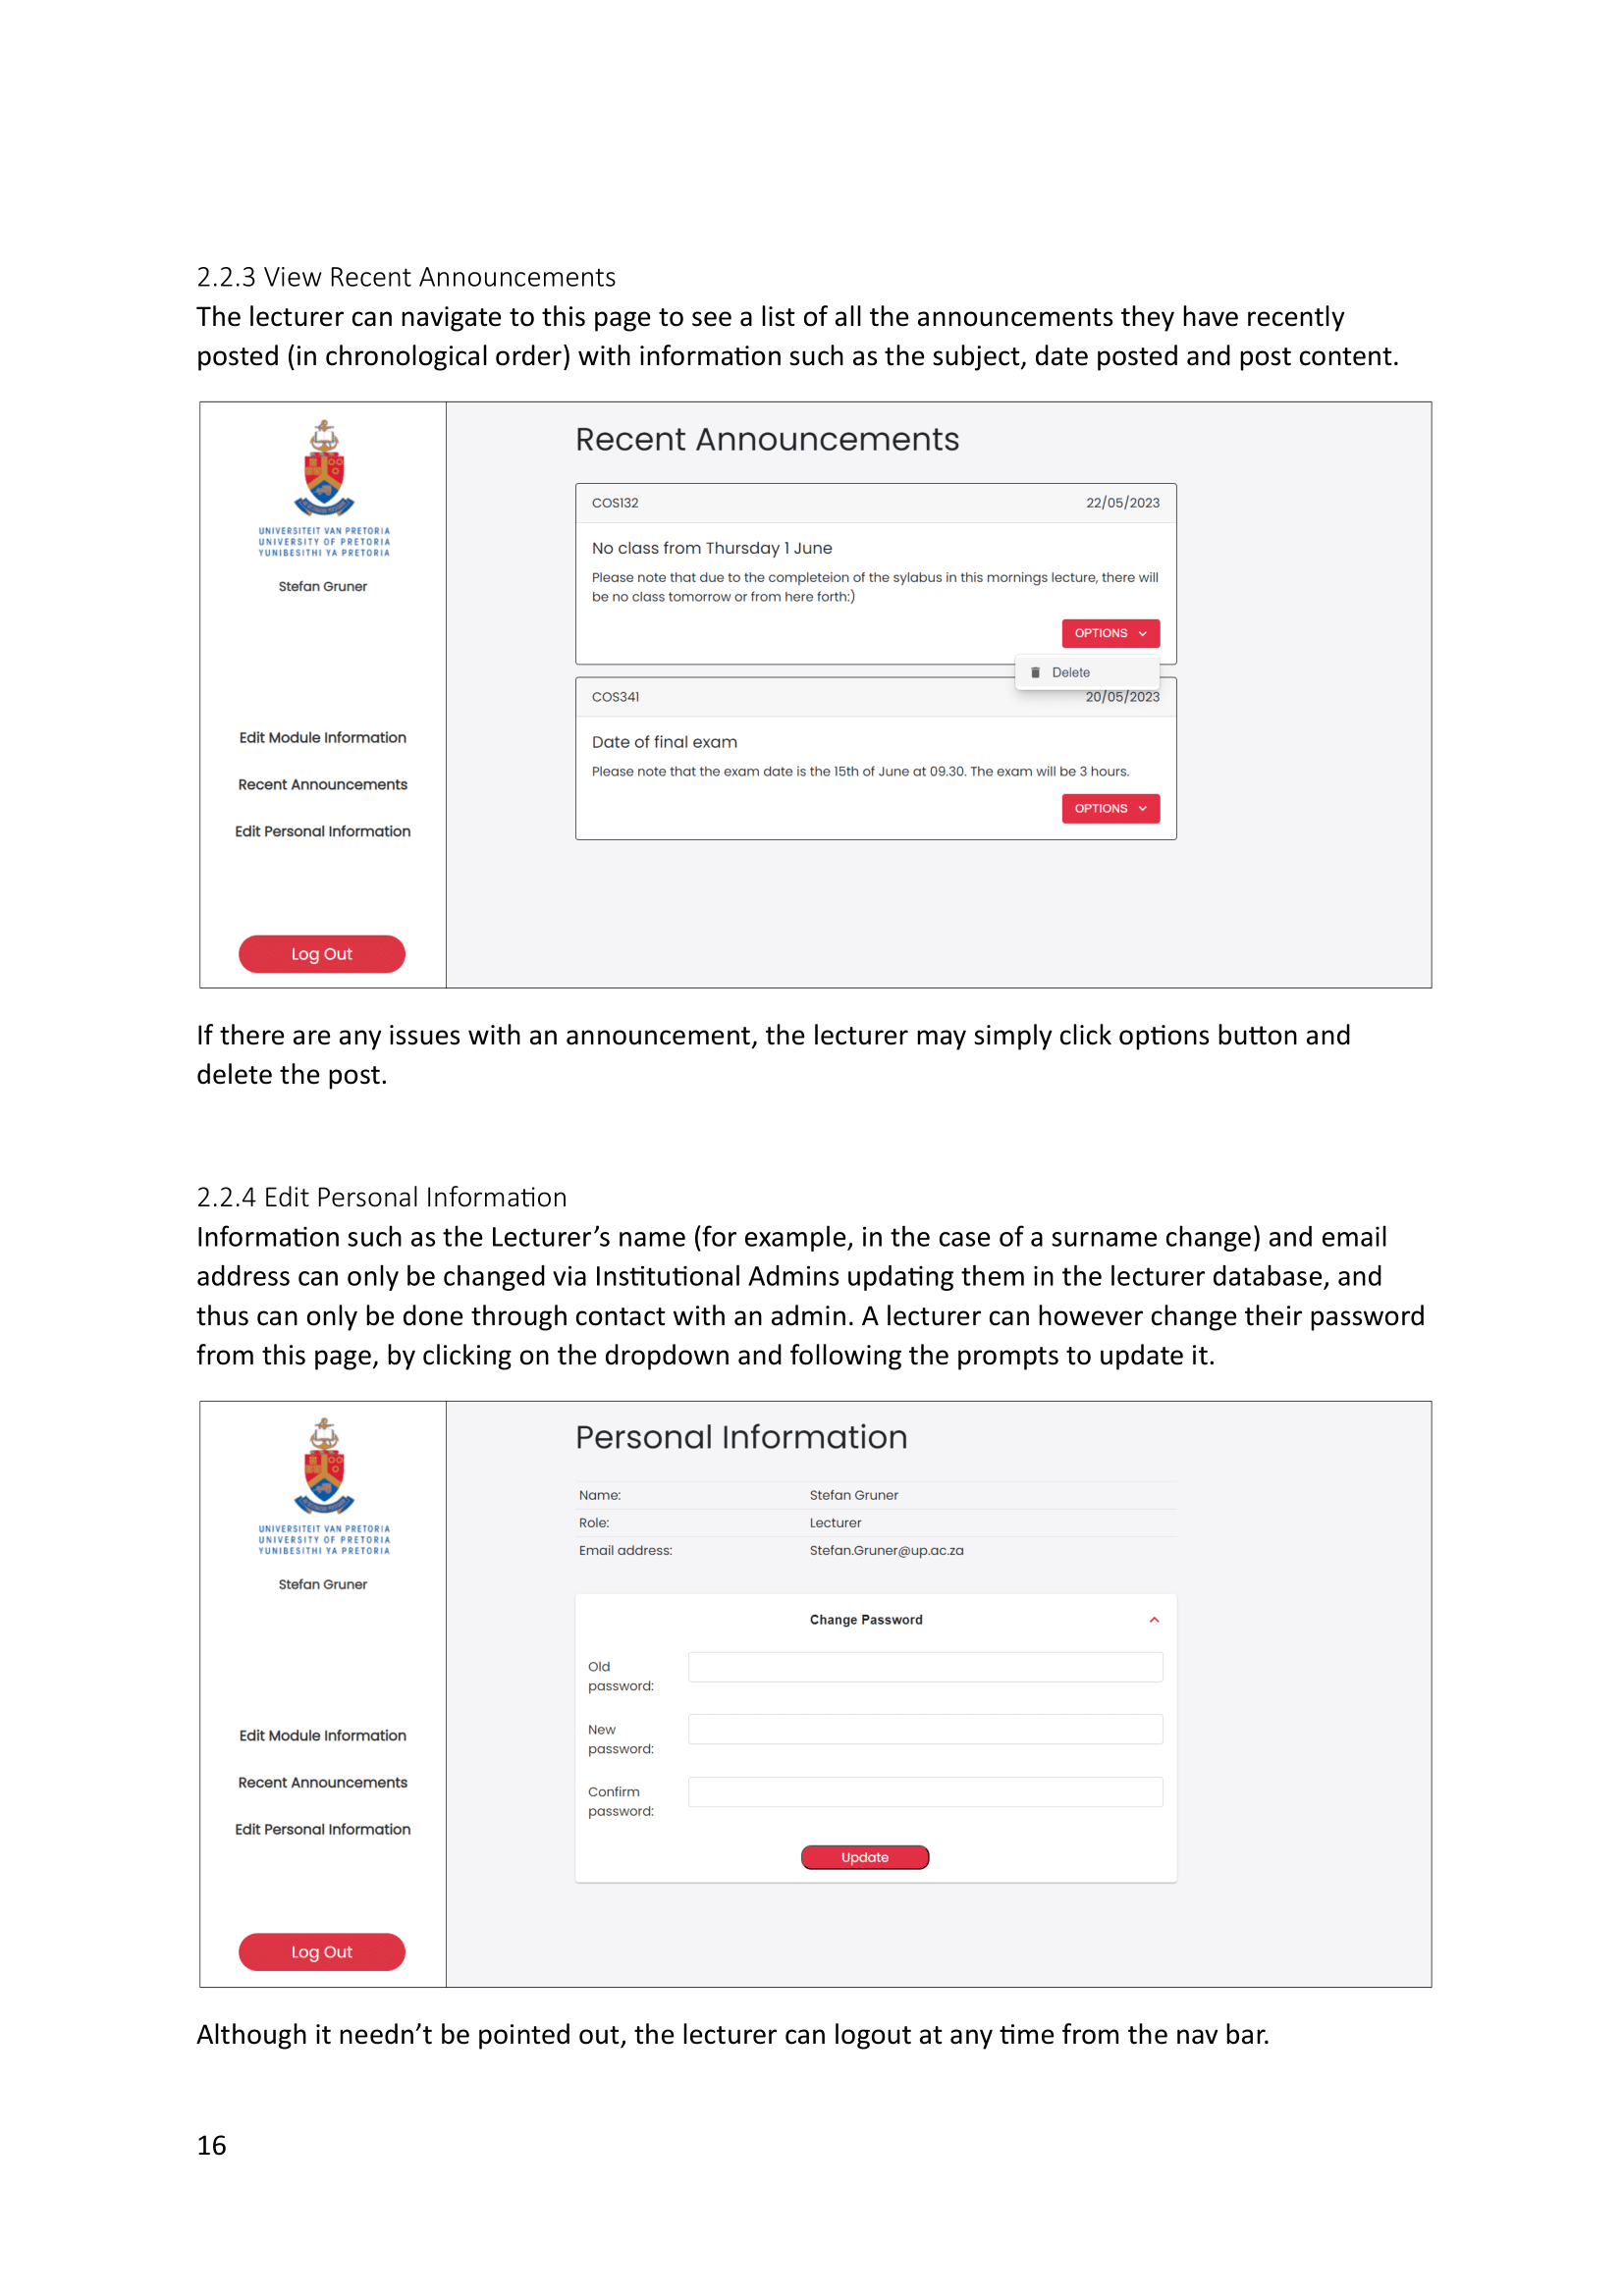 2.2.3 View Recent Announcements
The lecturer can navigate to this page to see a list of all the announcements they have recently
posted (in chronological order) with information such as the subject, date posted and post content.
UNIVERSITEIT VAN PRETORIA
UNIVERSITY OF PRETORIA
YUNIBESITHI YA PRETORIA
Stefan Gruner
Edit Module Information
Recent Announcements
Edit Personal Information
Log Out
Recent Announcements
COS132 22/05/2023
No class from Thursday 1 June
Please note that due to the completeion of the sylabus in this mornings lecture, there will
be no class tomorrow or from here forth:)
OPTIONS
Delete
COS341 20/05/2023
Date of final exam
Please note that the exam date is the 15th of June at 09.30. The exam will be 3 hours.
OPTIONS
If there are any issues with an announcement, the lecturer may simply click options button and
delete the post.
2.2.4 Edit Personal Information
Information such as the Lecturer’s name (for example, in the case of a surname change) and email
address can only be changed via Institutional Admins updating them in the lecturer database, and
thus can only be done through contact with an admin. A lecturer can however change their password
from this page, by clicking on the dropdown and following the prompts to update it.
UNIVERSITEIT VAN PRETORIA
UNIVERSITY OF PRETORIA
YUNIBESITHI YA PRETORIA
Stefan Gruner
Edit Module Information
Recent Announcements
Edit Personal Information
Log Out
Personal Information
Name: Stefan Gruner
Role: Lecturer
Email address: Stefan.Gruner@up.ac.za
Change Password
Old
password:
New
password:
Confirm
password:
Update
Although it needn’t be pointed out, the lecturer can logout at any time from the nav bar.
16